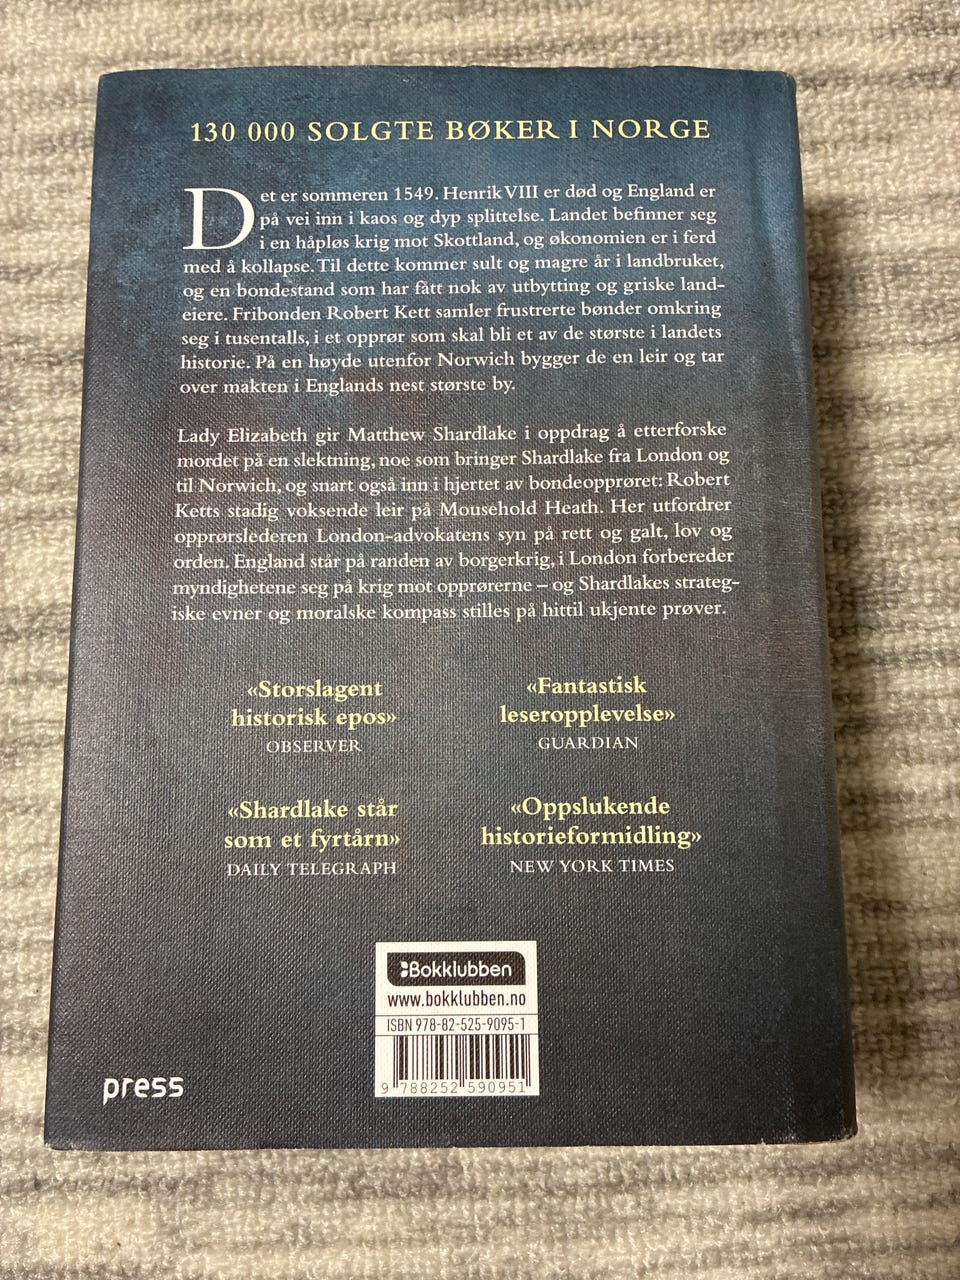 130 000 SOLGTE BØKER I NORGE
Det er sommeren 1549. Henrik VIII er død og England er
på vei inn i kaos og dyp splittelse. Landet befinner seg
i en håpløs krig mot Skottland, og økonomien er i ferd
med å kollapse. Til dette kommer sult og magre år i landbruket,
og en bondestand som har fått nok av utbytting og griske land-
eiere. Fribonden Robert Kett samler frustrerte bønder omkring
seg i tusentalls, i et opprør som skal bli et av de største i landets
historie. På en høyde utenfor Norwich bygger de en leir og tar
over makten i Englands nest største by.
Lady Elizabeth gir Matthew Shardlake i oppdrag å etterforske
mordet på en slektning, noe som bringer Shardlake fra London og
til Norwich, og snart også inn i hjertet av bondeopprøret: Robert
Ketts stadig voksende leir på Mousehold Heath. Her utfordrer
opprørslederen London-advokatens syn på rett og galt, lov og
orden. England står på randen av borgerkrig, i London forbereder
myndighetene seg på krig mot opprørerne – og Shardlakes strateg-
iske evner og moralske kompass stilles på hittil ukjente prøver.
«Storslagent
historisk epos»
OBSERVER
«Fantastisk
leseropplevelse»
GUARDIAN
«Shardlake står
som et fyrtårn»
DAILY TELEGRAPH
«Oppslukende
historieformidling»
NEW YORK TIMES
Bokklubben
www.bokklubben.no
ISBN 978-82-525-9095-1
9 788252 590951
press